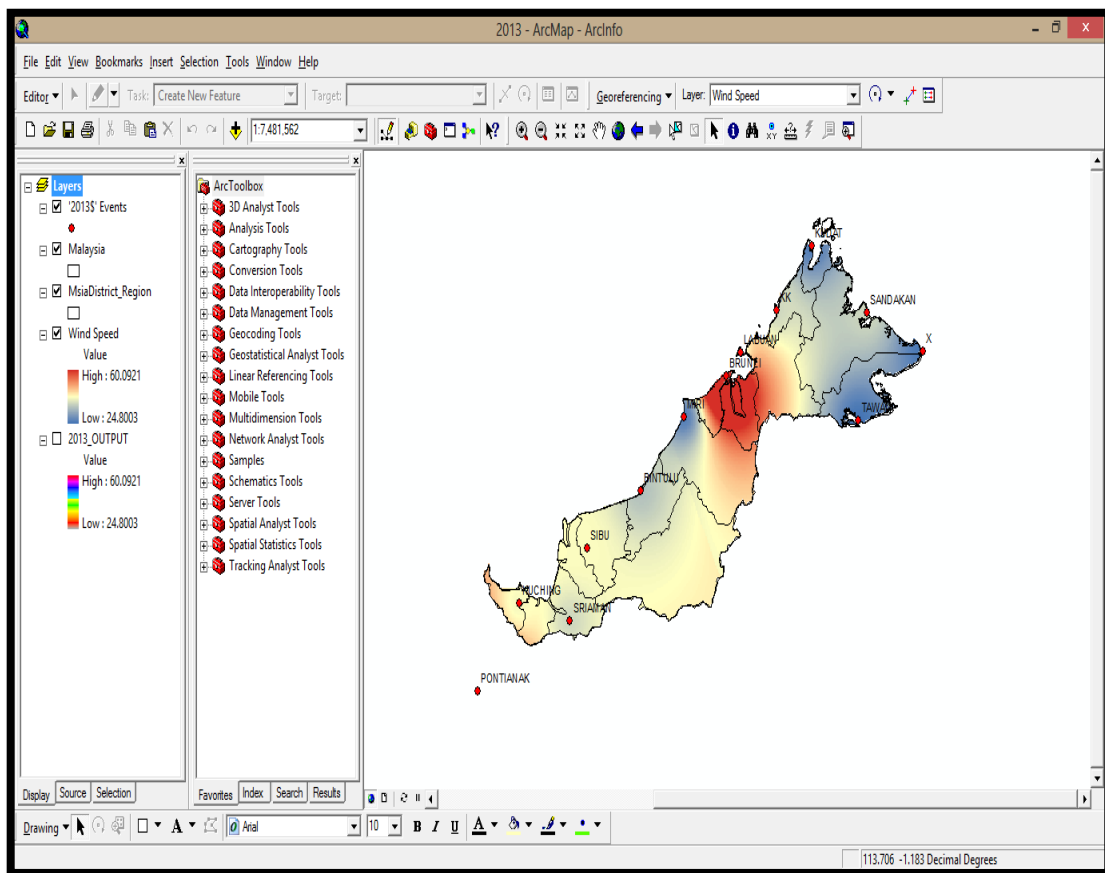 2013 - ArcMap - ArcInfo
File Edit View Bookmarks Insert Selection Tools Window Help
Editor Task: Create New Feature Target: Georeferencing Layer: Wind Speed
1:7,481,562
Layers
'2013$' Events
Malaysia
MsiaDistrict_Region
Wind Speed
Value
High : 60.0921
Low : 24.8003
2013_OUTPUT
Value
High : 60.0921
Low : 24.8003
Display Source Selection
ArcToolbox
3D Analyst Tools
Analysis Tools
Cartography Tools
Conversion Tools
Data Interoperability Tools
Data Management Tools
Geocoding Tools
Geostatistical Analyst Tools
Linear Referencing Tools
Mobile Tools
Multidimension Tools
Network Analyst Tools
Samples
Schematics Tools
Server Tools
Spatial Analyst Tools
Spatial Statistics Tools
Tracking Analyst Tools
Favorites Index Search Results
KUDAT
KK
SANDAKAN
X
LABUAN
BRUNEI
MIRI
TAWAU
BINTULU
SIBU
KUCHING
SRIAMAN
PONTIANAK
Drawing A Arial 10 B I U A
113.706 -1.183 Decimal Degrees